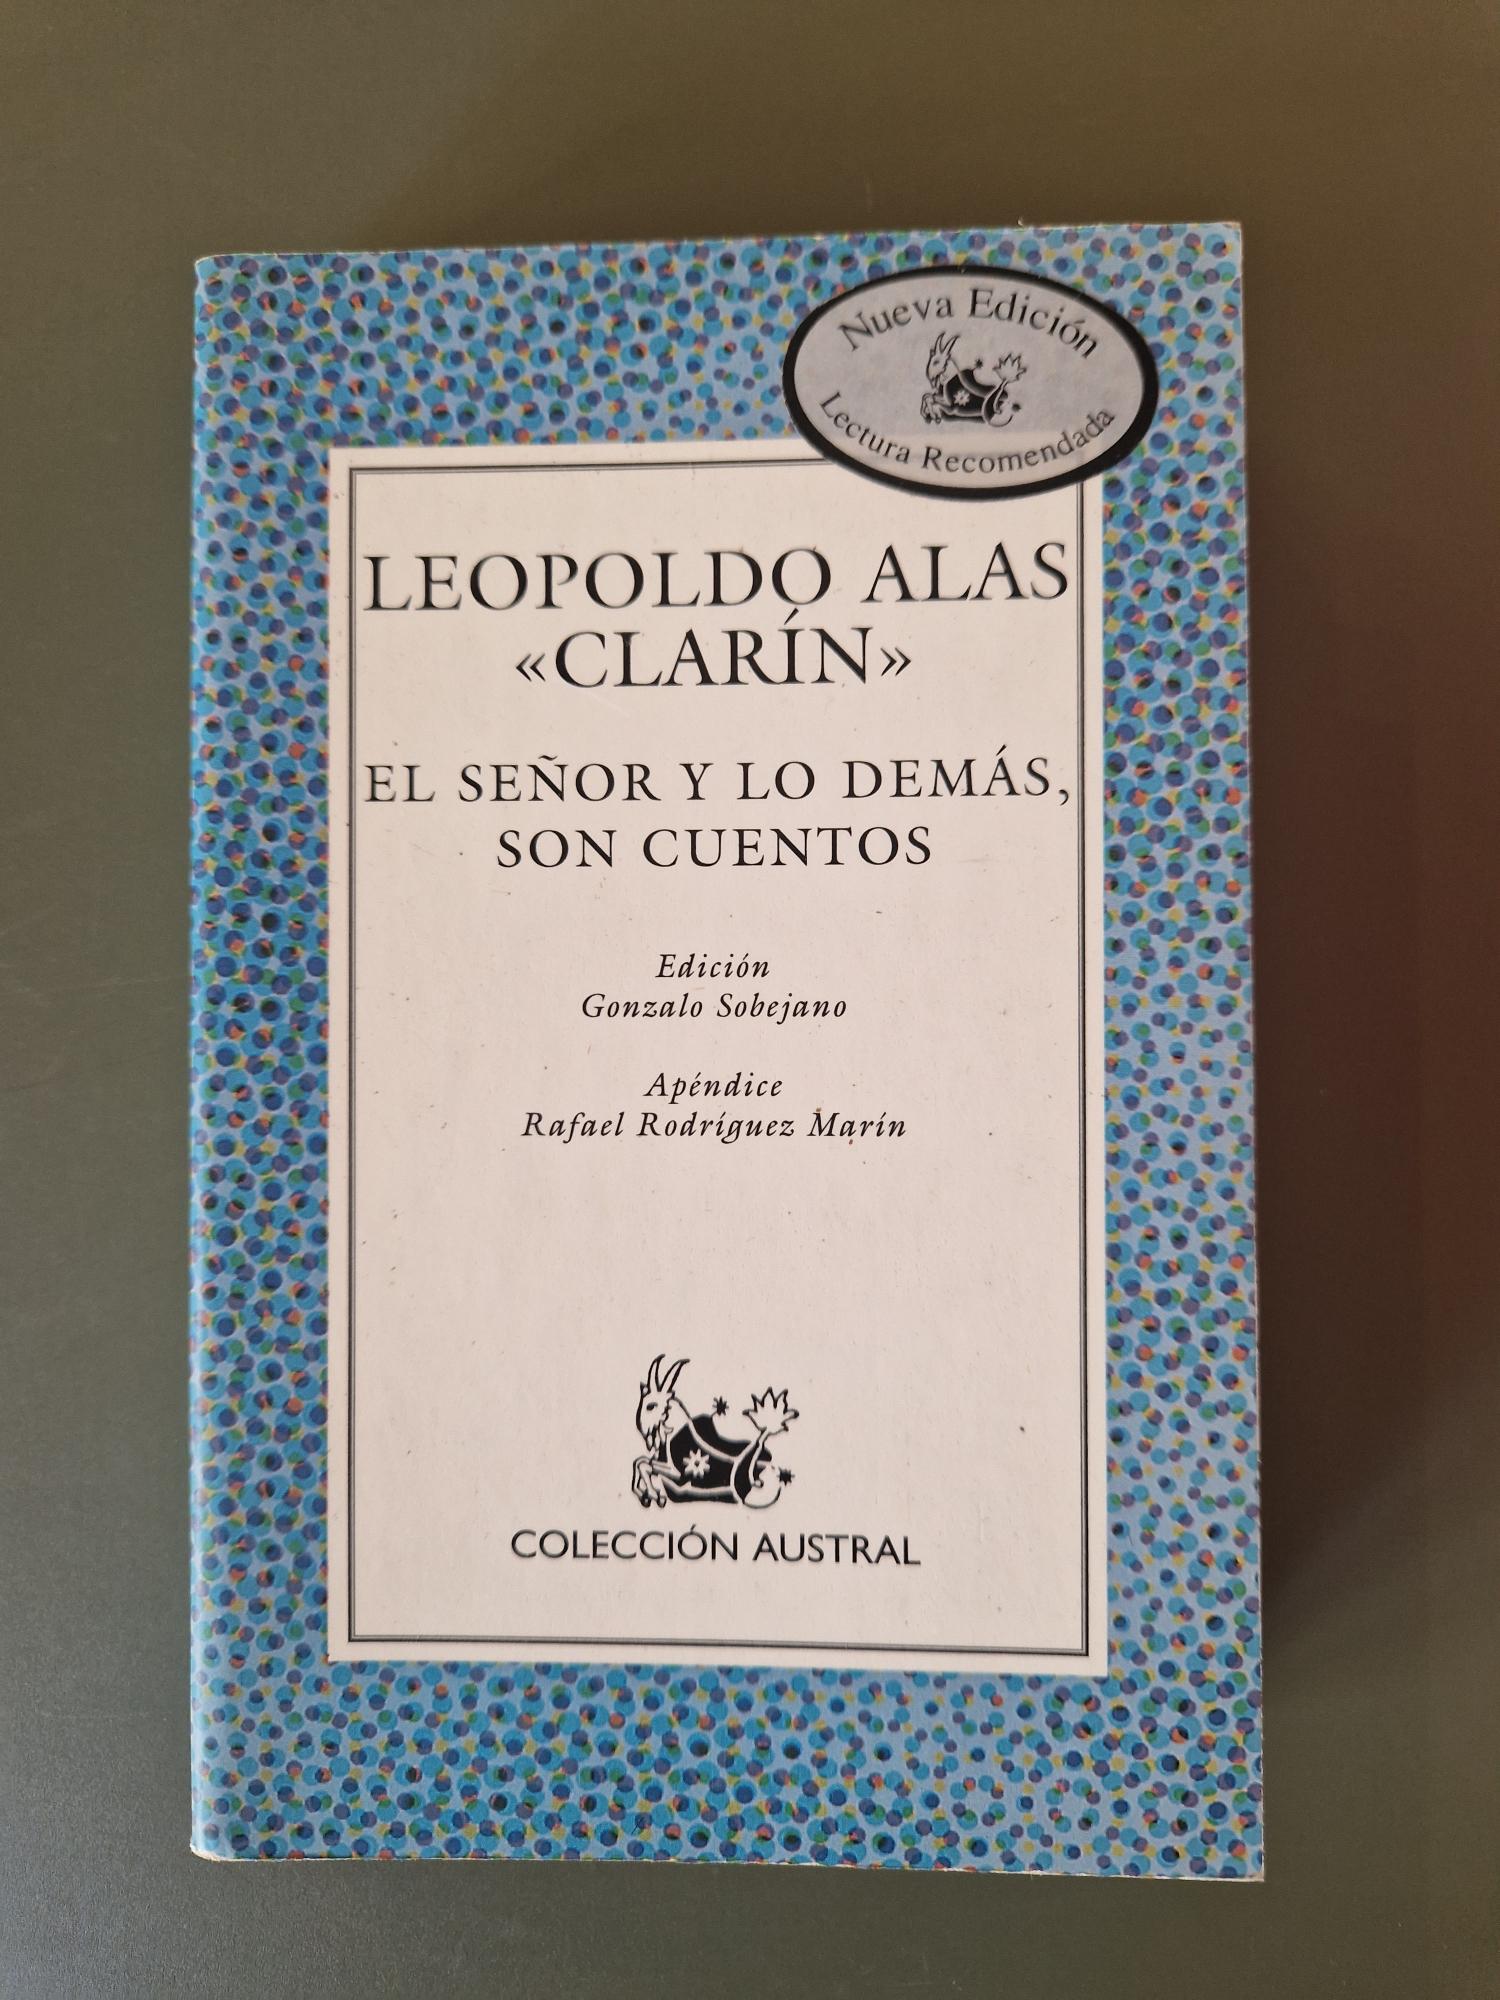 Nueva Edición
Lectura Recomendada
LEOPOLDO ALAS
«CLARÍN»
EL SEÑOR Y LO DEMÁS,
SON CUENTOS
Edición
Gonzalo Sobejano
Apéndice
Rafael Rodríguez Marín
COLECCIÓN AUSTRAL